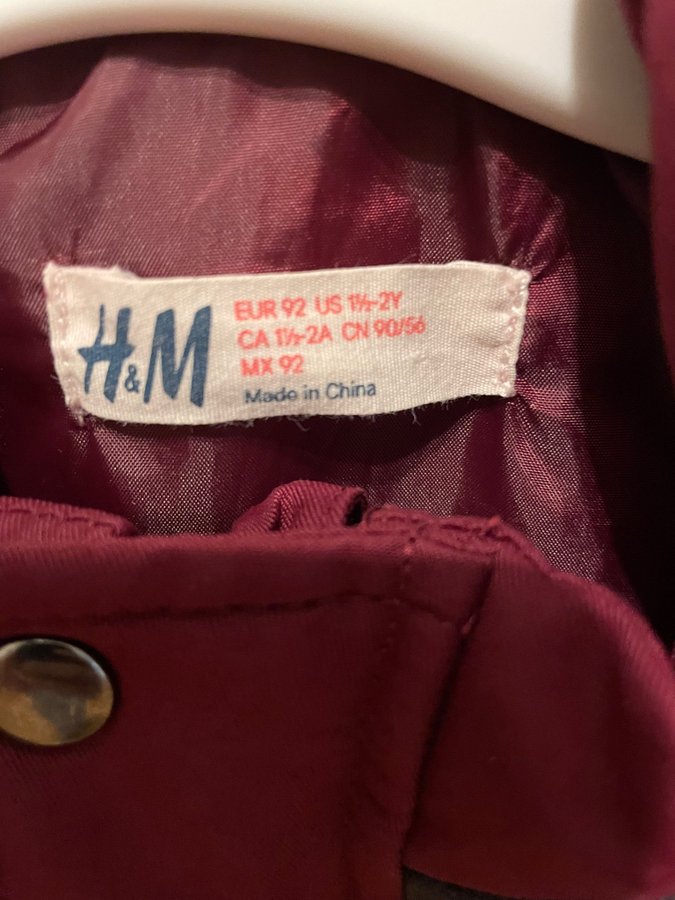 H&M
EUR 92 US 1½-2Y
CA 1½-2A CN 90/56
MX 92
Made in China